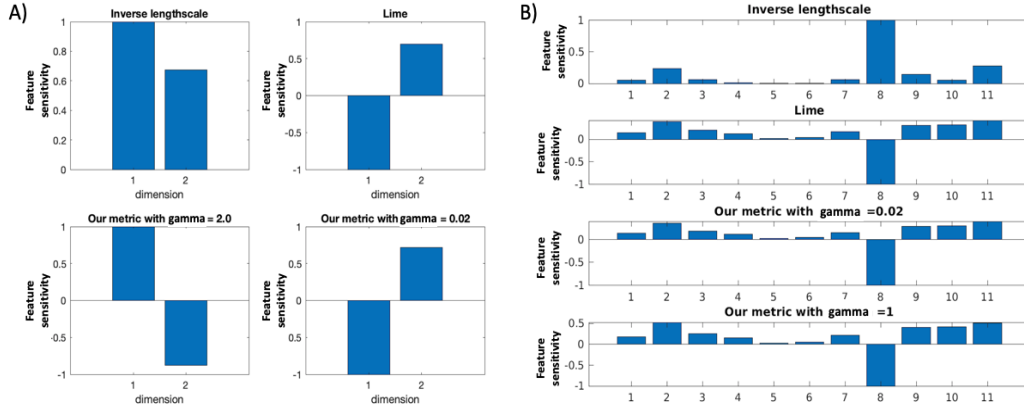 A)
Inverse lengthscale
Feature
sensitivity
1
0.8
0.6
0.4
0.2
0
1 2
dimension
Lime
Feature
sensitivity
1
0.5
0
-0.5
-1
1 2
dimension
Our metric with gamma = 2.0
Feature
sensitivity
1
0.5
0
-0.5
-1
1 2
dimension
Our metric with gamma = 0.02
Feature
sensitivity
1
0.5
0
-0.5
-1
1 2
dimension
B)
Inverse lengthscale
Feature
sensitivity
1
0.5
0
1 2 3 4 5 6 7 8 9 10 11
Lime
Feature
sensitivity
0
-0.5
-1
1 2 3 4 5 6 7 8 9 10 11
Our metric with gamma =0.02
Feature
sensitivity
0
-0.5
-1
1 2 3 4 5 6 7 8 9 10 11
Our metric with gamma =1
Feature
sensitivity
0.5
0
-0.5
-1
1 2 3 4 5 6 7 8 9 10 11